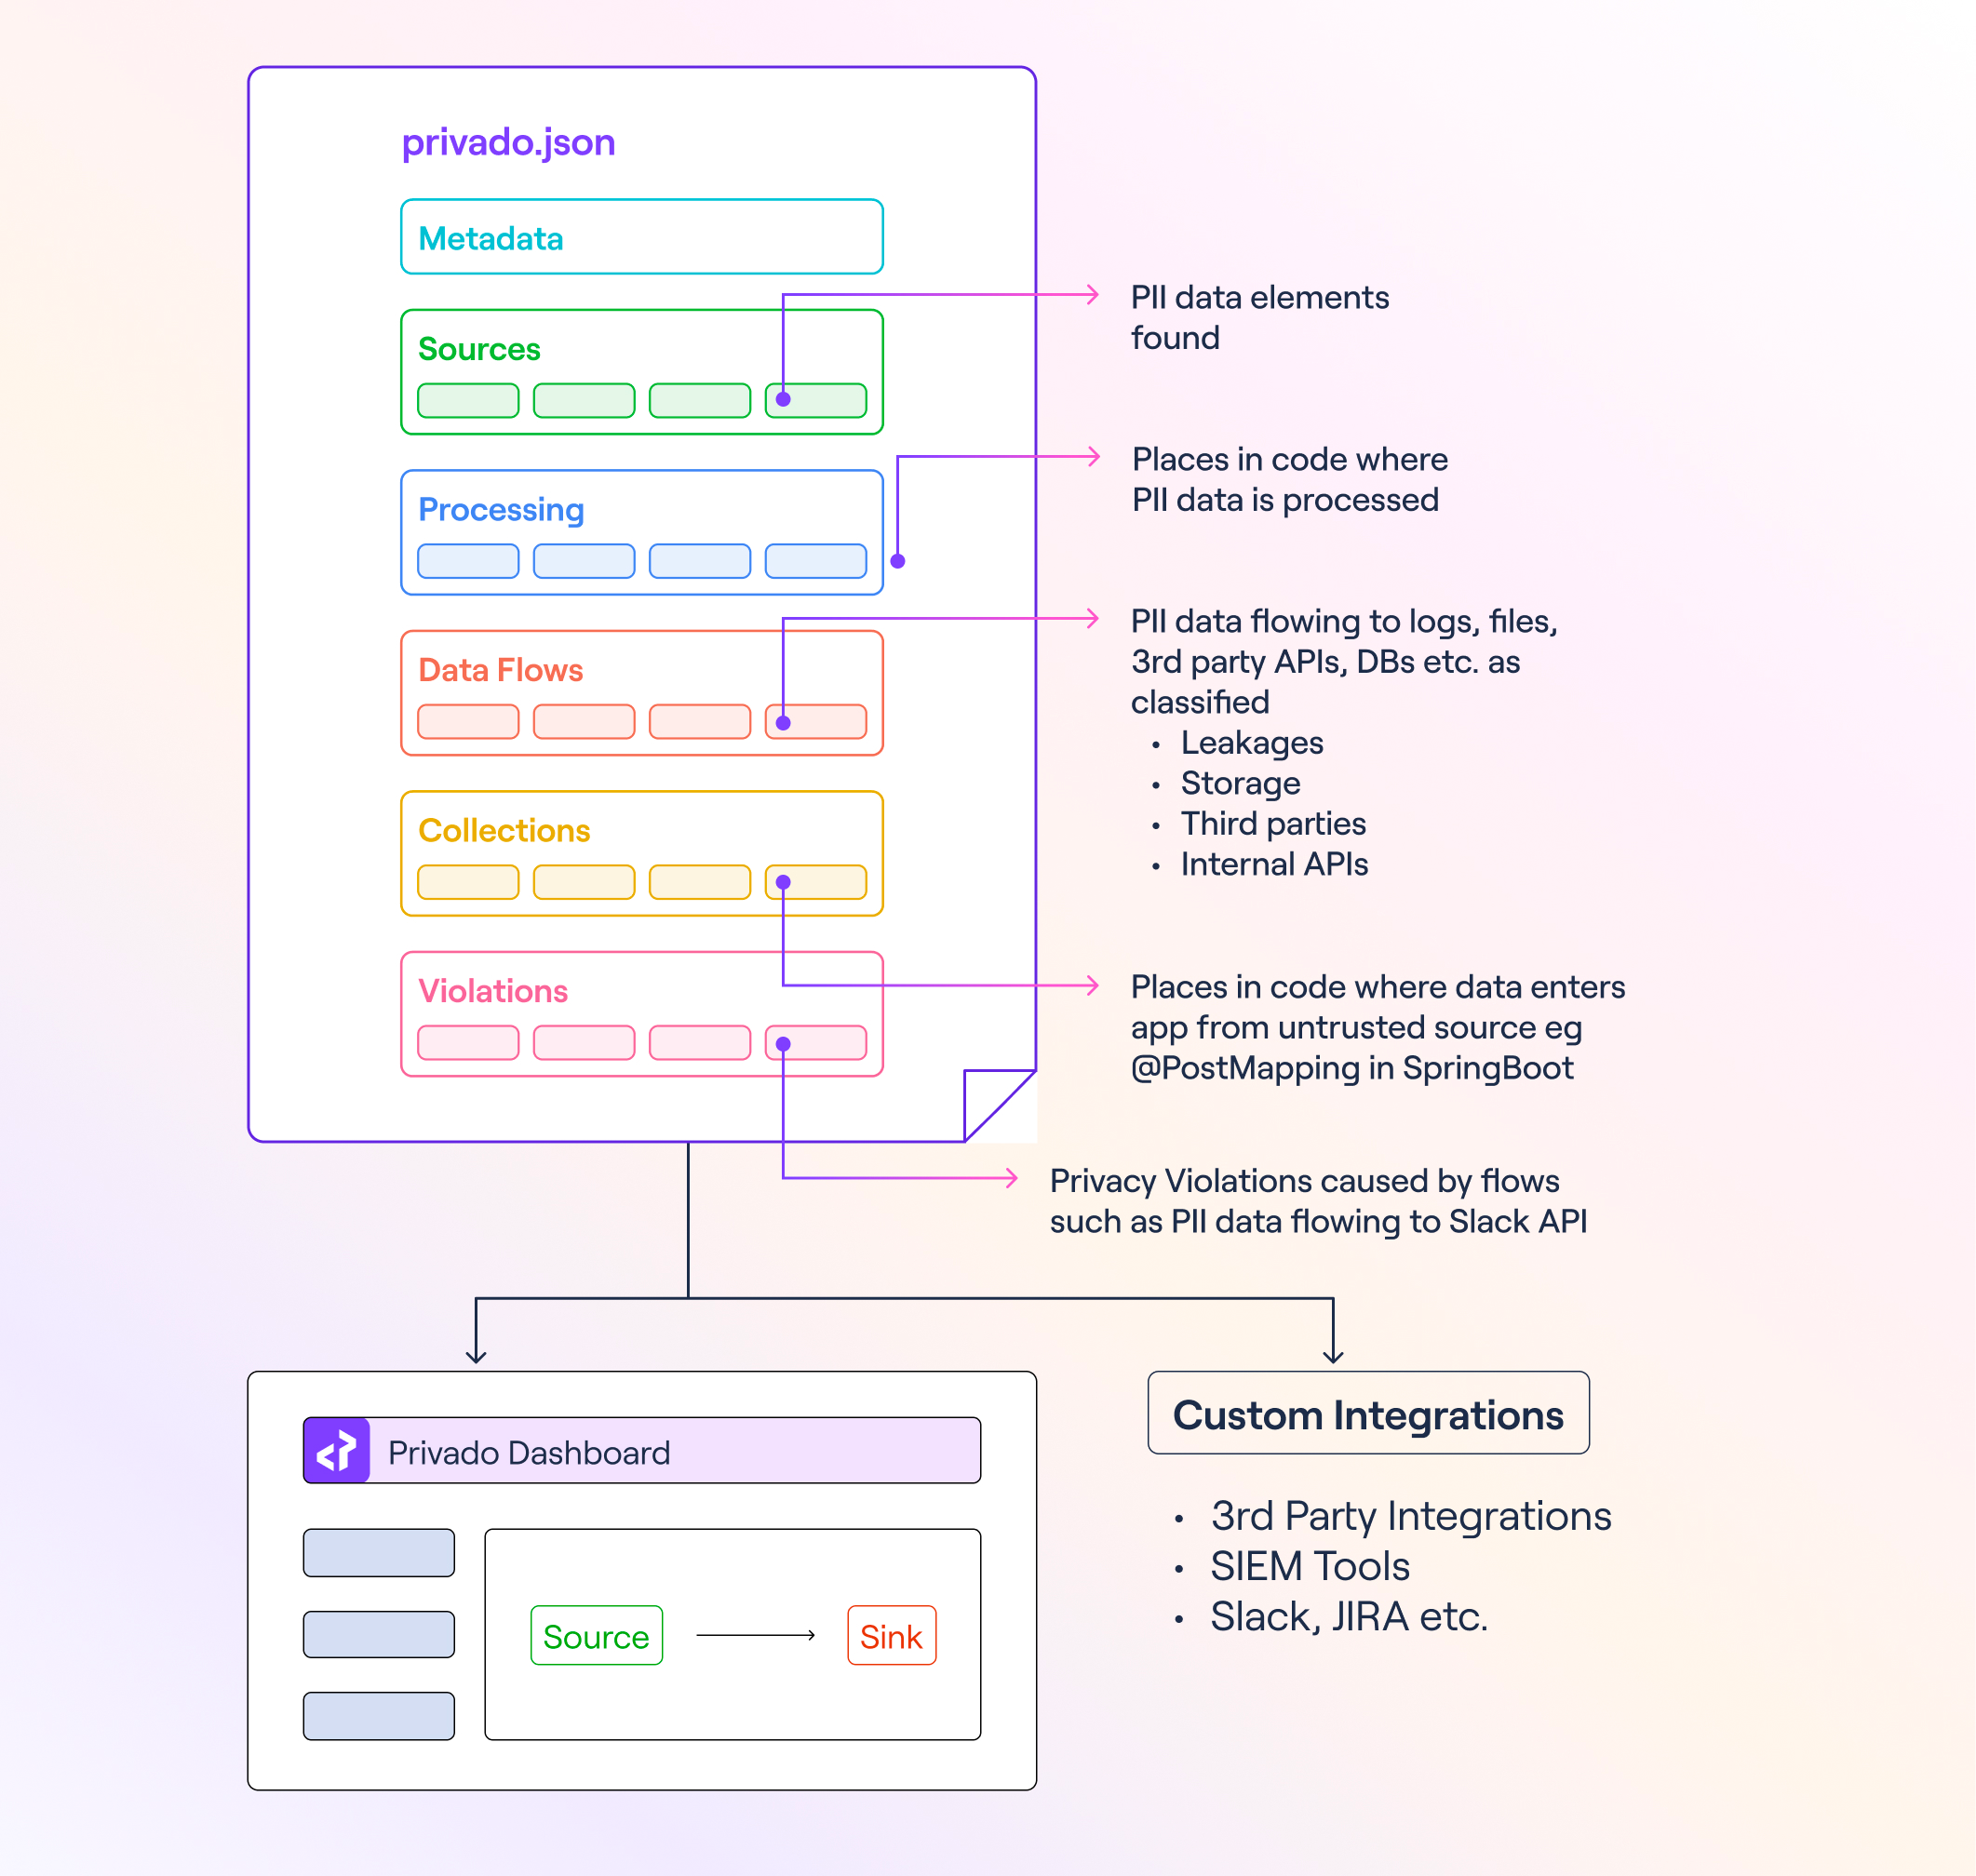 privado.json
Metadata
Sources
PII data elements
found
Processing
Places in code where
PII data is processed
Data Flows
PII data flowing to logs, files,
3rd party APIs, DBs etc. as
classified
• Leakages
• Storage
• Third parties
• Internal APIs
Collections
Places in code where data enters
app from untrusted source eg
@PostMapping in SpringBoot
Violations
Privacy Violations caused by flows
such as PII data flowing to Slack API
Privado Dashboard
Source
Sink
Custom Integrations
• 3rd Party Integrations
• SIEM Tools
• Slack, JIRA etc.